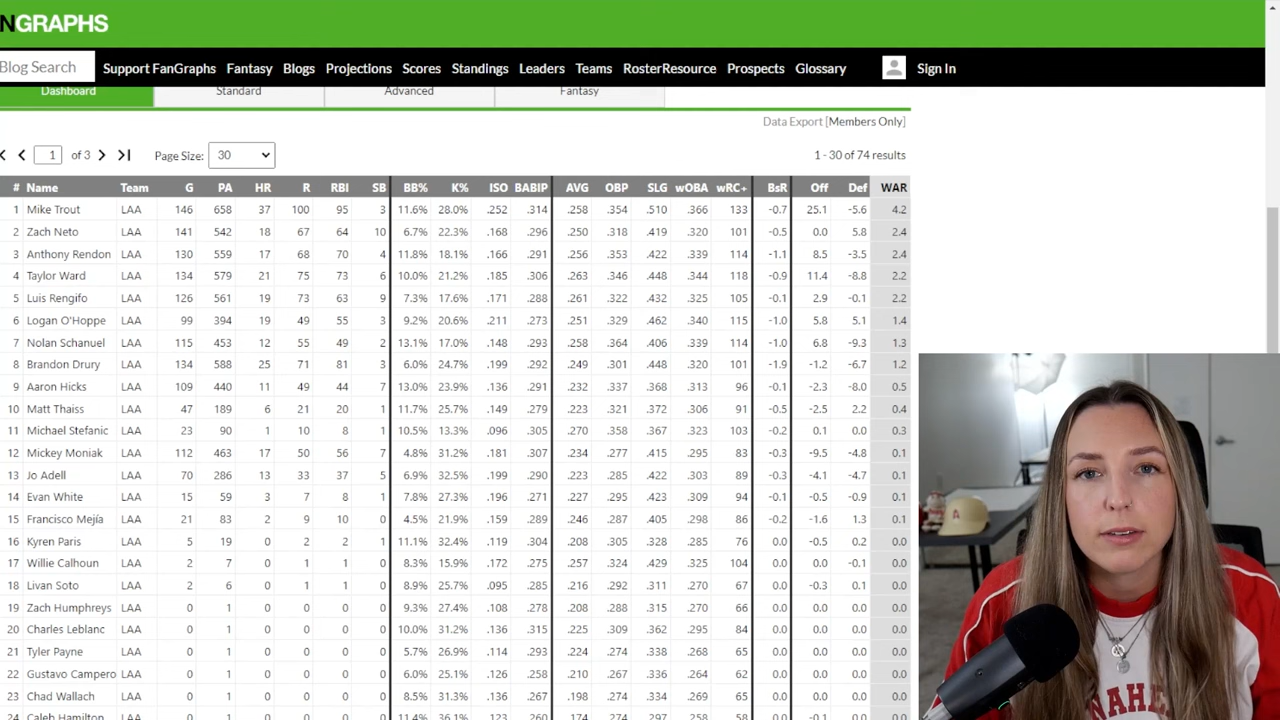 NGRAPHS
Blog Search Support FanGraphs Fantasy Blogs Projections Scores Standings Leaders Teams RosterResource Prospects Glossary Sign In
Dashboard Standard Advanced Fantasy
Data Export [Members Only]
1 of 3 Page Size: 30 1 - 30 of 74 results
# Name Team G PA HR R RBI SB BB% K% ISO BABIP AVG OBP SLG wOBA wRC+ BsR Off Def WAR
1 Mike Trout LAA 146 658 37 100 95 3 11.6% 28.0% .252 .314 .258 .354 .510 .366 133 -0.7 25.1 -5.6 4.2
2 Zach Neto LAA 141 542 18 67 64 10 6.7% 22.3% .168 .296 .250 .318 .419 .320 101 -0.5 0.0 5.8 2.4
3 Anthony Rendon LAA 130 559 17 68 70 4 11.8% 18.1% .166 .291 .256 .353 .422 .339 114 -1.1 8.5 -3.5 2.4
4 Taylor Ward LAA 134 579 21 75 73 6 10.0% 21.2% .185 .306 .263 .346 .448 .344 118 -0.9 11.4 -8.8 2.2
5 Luis Rengifo LAA 126 561 19 73 63 9 7.3% 17.6% .171 .288 .261 .322 .432 .325 105 -0.1 2.9 -0.1 2.2
6 Logan O'Hoppe LAA 99 394 19 49 55 3 9.2% 20.6% .211 .273 .251 .329 .462 .340 115 -1.0 5.8 5.1 1.4
7 Nolan Schanuel LAA 115 453 12 55 49 2 13.1% 17.0% .148 .293 .258 .364 .406 .339 114 -1.0 6.8 -9.3 1.3
8 Brandon Drury LAA 134 588 25 71 81 3 6.0% 24.7% .199 .292 .249 .301 .448 .320 101 -1.9 -1.2 -6.7 1.2
9 Aaron Hicks LAA 109 440 11 49 44 7 13.0% 23.9% .136 .291 .232 .337 .368 .313 96 -0.1 -2.3 -8.0 0.5
10 Matt Thaiss LAA 47 189 6 21 20 1 11.7% 25.7% .149 .279 .223 .321 .372 .306 91 -0.5 -2.5 2.2 0.4
11 Michael Stefanic LAA 23 90 1 10 8 1 10.5% 13.3% .096 .305 .270 .358 .367 .323 103 -0.2 0.1 0.0 0.3
12 Mickey Moniak LAA 112 463 17 50 56 7 4.8% 31.2% .181 .307 .234 .277 .415 .295 83 -0.3 -9.5 -4.8 0.1
13 Jo Adell LAA 70 286 13 33 37 5 6.9% 32.5% .199 .290 .223 .285 .422 .303 89 -0.3 -4.1 -4.7 0.1
14 Evan White LAA 15 59 3 7 8 1 7.8% 27.3% .196 .271 .227 .295 .423 .309 94 -0.1 -0.5 -0.9 0.1
15 Francisco Mejía LAA 21 83 2 9 10 0 4.5% 21.9% .159 .289 .246 .287 .405 .298 86 -0.2 -1.6 1.3 0.1
16 Kyren Paris LAA 5 19 0 2 2 1 11.1% 32.4% .119 .304 .208 .305 .328 .285 76 0.0 -0.5 0.2 0.0
17 Willie Calhoun LAA 2 7 0 1 1 0 8.3% 15.9% .172 .275 .257 .324 .429 .325 104 0.0 0.0 -0.1 0.0
18 Livan Soto LAA 2 6 0 1 1 0 8.9% 25.7% .095 .285 .216 .292 .311 .270 67 0.0 -0.3 0.1 0.0
19 Zach Humphreys LAA 0 1 0 0 0 0 9.3% 27.4% .108 .278 .208 .288 .315 .270 66 0.0 0.0 0.0 0.0
20 Charles Leblanc LAA 0 1 0 0 0 0 10.0% 31.2% .136 .315 .225 .309 .362 .295 84 0.0 0.0 0.0 0.0
21 Tyler Payne LAA 0 1 0 0 0 0 5.7% 26.9% .114 .293 .224 .274 .338 .268 65 0.0 0.0 0.0 0.0
22 Gustavo Campero LAA 0 1 0 0 0 0 6.0% 25.1% .126 .258 .210 .267 .336 .264 62 0.0 0.0 0.0 0.0
23 Chad Wallach LAA 0 1 0 0 0 0 8.5% 31.3% .136 .267 .198 .274 .334 .269 65 0.0 0.0 0.0 0.0
24 Caleb Hamilton LAA 0 1 0 0 0 0 11.4% 36.1% .123 .260 .174 .274 .297 .258 58 0.0 -0.1 0.0 0.0
A
NAHE